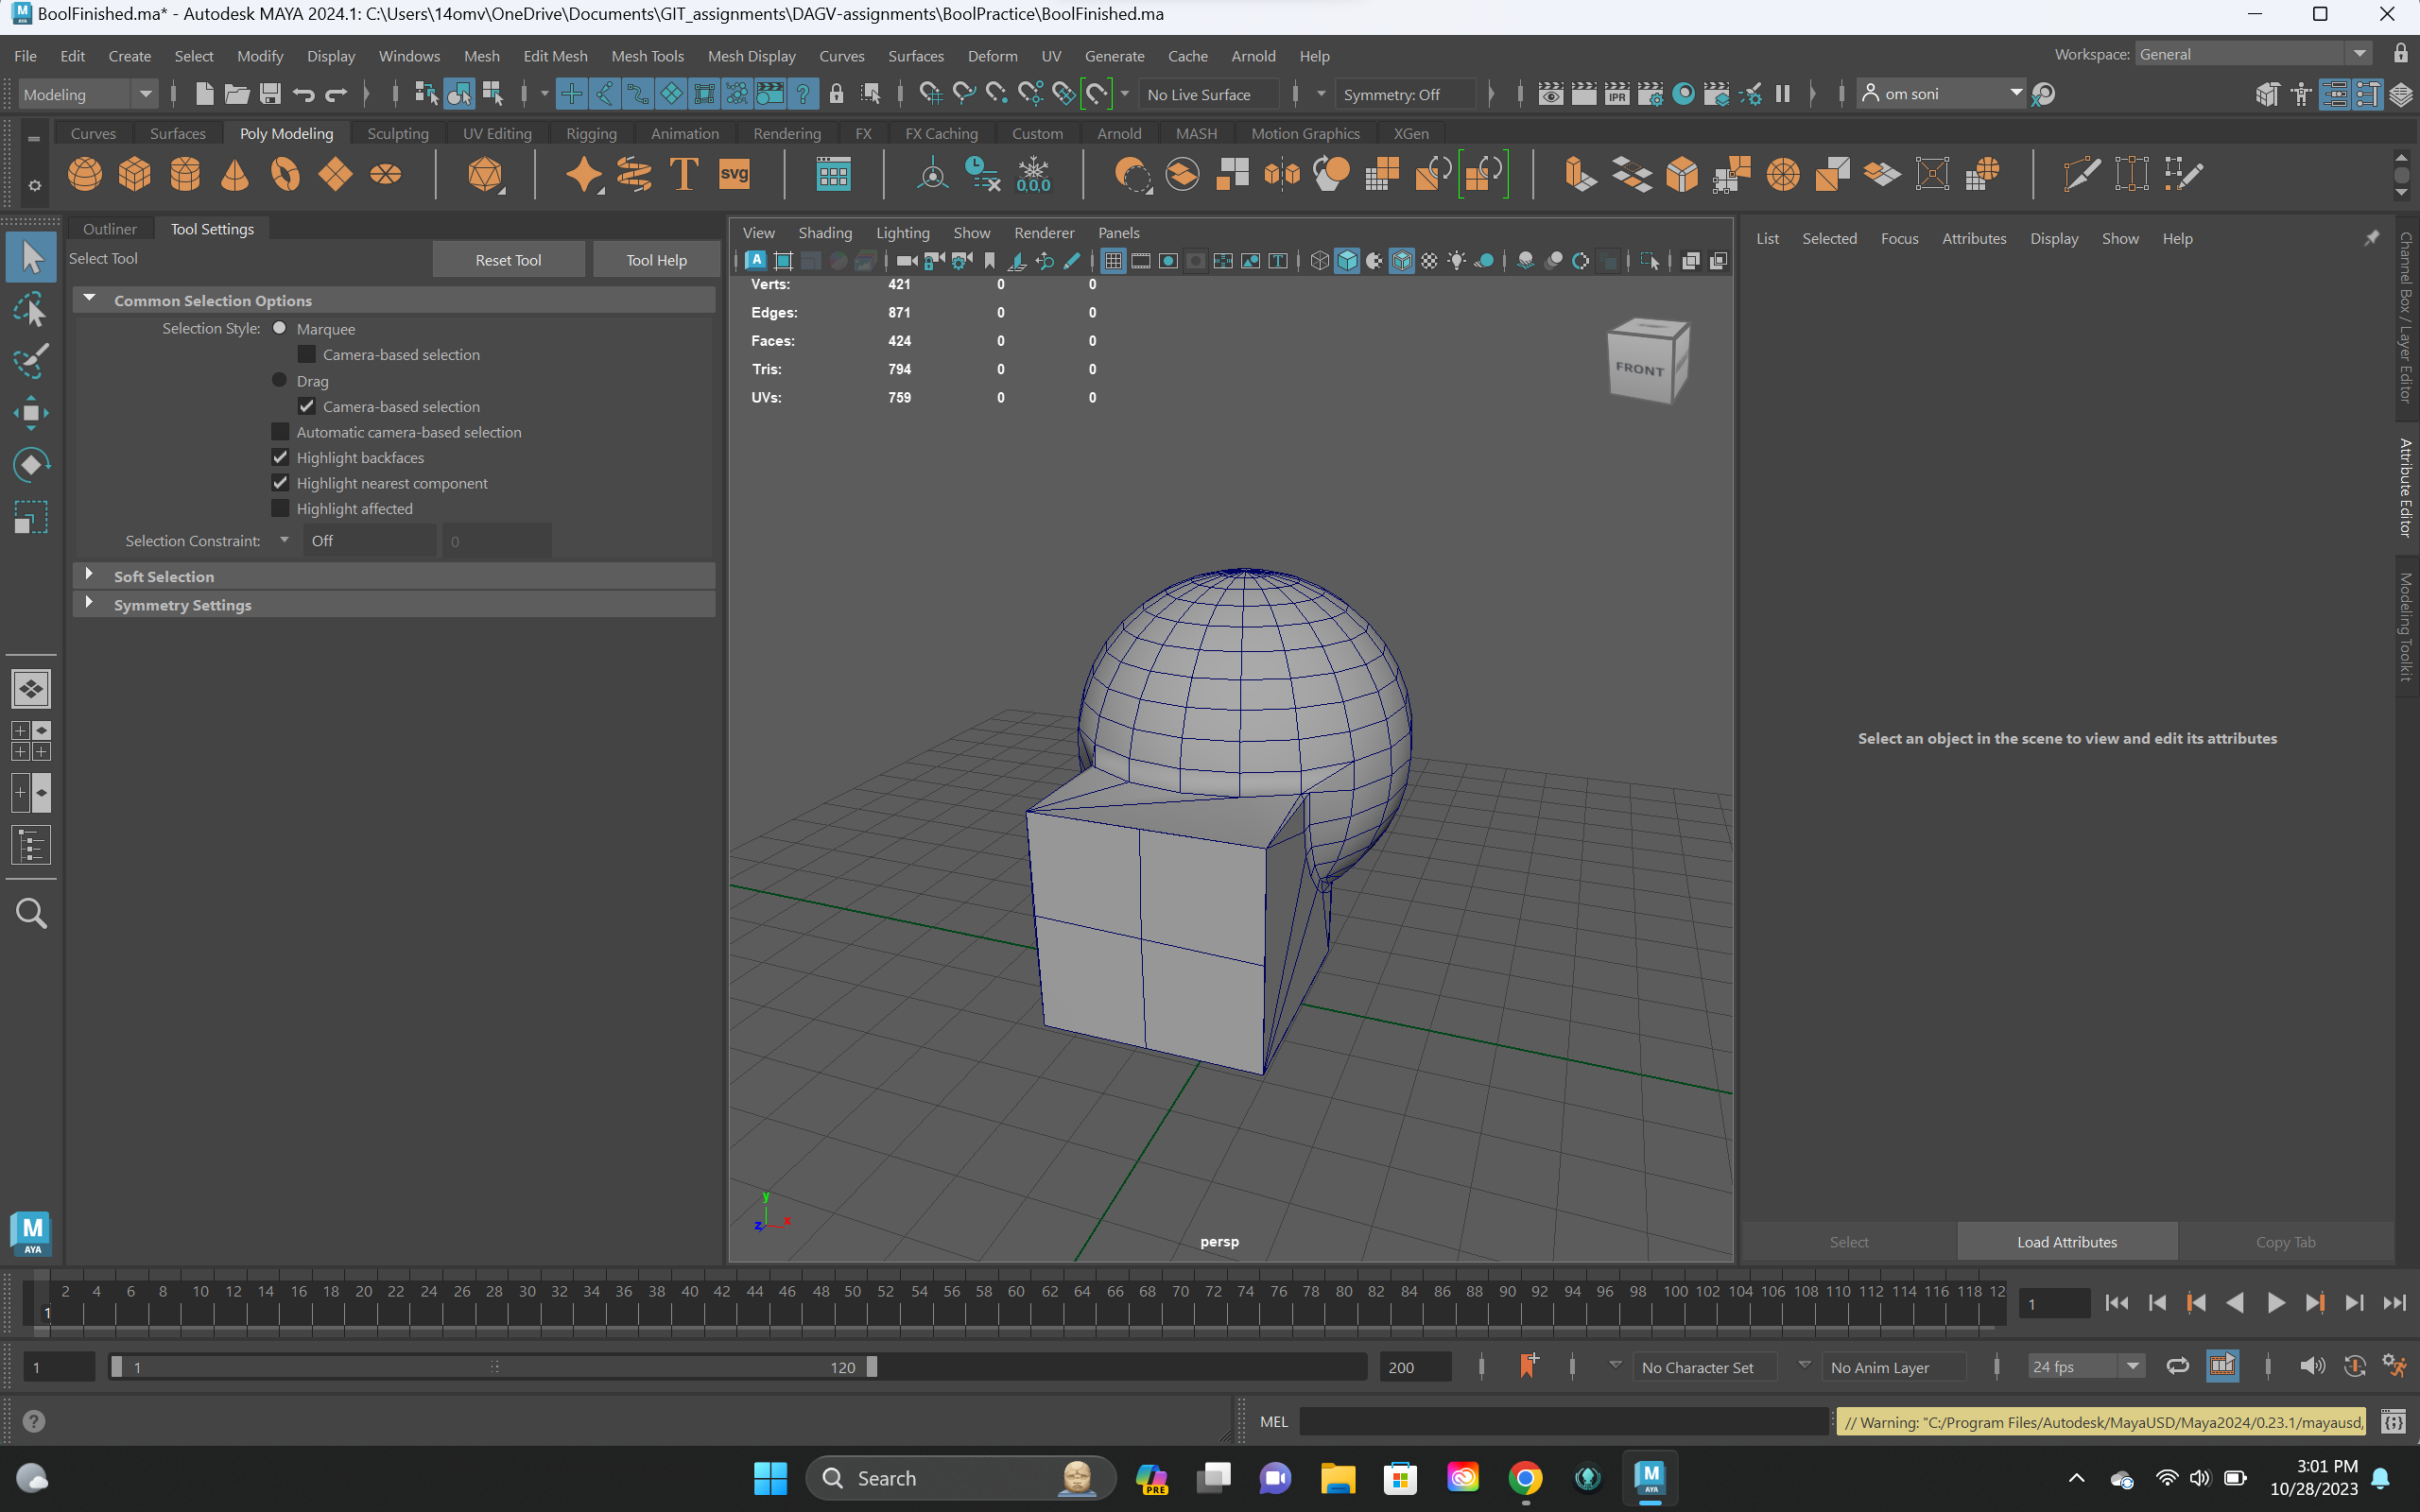 BoolFinished.ma* - Autodesk MAYA 2024.1: C:\Users\14omv\OneDrive\Documents\GIT_assignments\DAGV-assignments\BoolPractice\BoolFinished.ma
File Edit Create Select Modify Display Windows Mesh Edit Mesh Mesh Tools Mesh Display Curves Surfaces Deform UV Generate Cache Arnold Help Workspace: General
Modeling No Live Surface Symmetry: Off IPR om soni
Curves Surfaces Poly Modeling Sculpting UV Editing Rigging Animation Rendering FX FX Caching Custom Arnold MASH Motion Graphics XGen
T svg 0,0,0
Outliner Tool Settings
Select Tool Reset Tool Tool Help
Common Selection Options
Selection Style: Marquee
Camera-based selection
Drag
Camera-based selection
Automatic camera-based selection
Highlight backfaces
Highlight nearest component
Highlight affected
Selection Constraint: Off 0
Soft Selection
Symmetry Settings
View Shading Lighting Show Renderer Panels
Verts: 421 0 0
Edges: 871 0 0
Faces: 424 0 0
Tris: 794 0 0
UVs: 759 0 0
FRONT
y
z x
persp
List Selected Focus Attributes Display Show Help
Select an object in the scene to view and edit its attributes
Select Load Attributes Copy Tab
Channel Box / Layer Editor
Attribute Editor
Modeling Toolkit
M
AYA
2 4 6 8 10 12 14 16 18 20 22 24 26 28 30 32 34 36 38 40 42 44 46 48 50 52 54 56 58 60 62 64 66 68 70 72 74 76 78 80 82 84 86 88 90 92 94 96 98 100 102 104 106 108 110 112 114 116 118 12
1 1
1 1 120 200 No Character Set No Anim Layer 24 fps
MEL // Warning: "C:/Program Files/Autodesk/MayaUSD/Maya2024/0.23.1/mayausd,
Search PRE M AYA
3:01 PM
10/28/2023